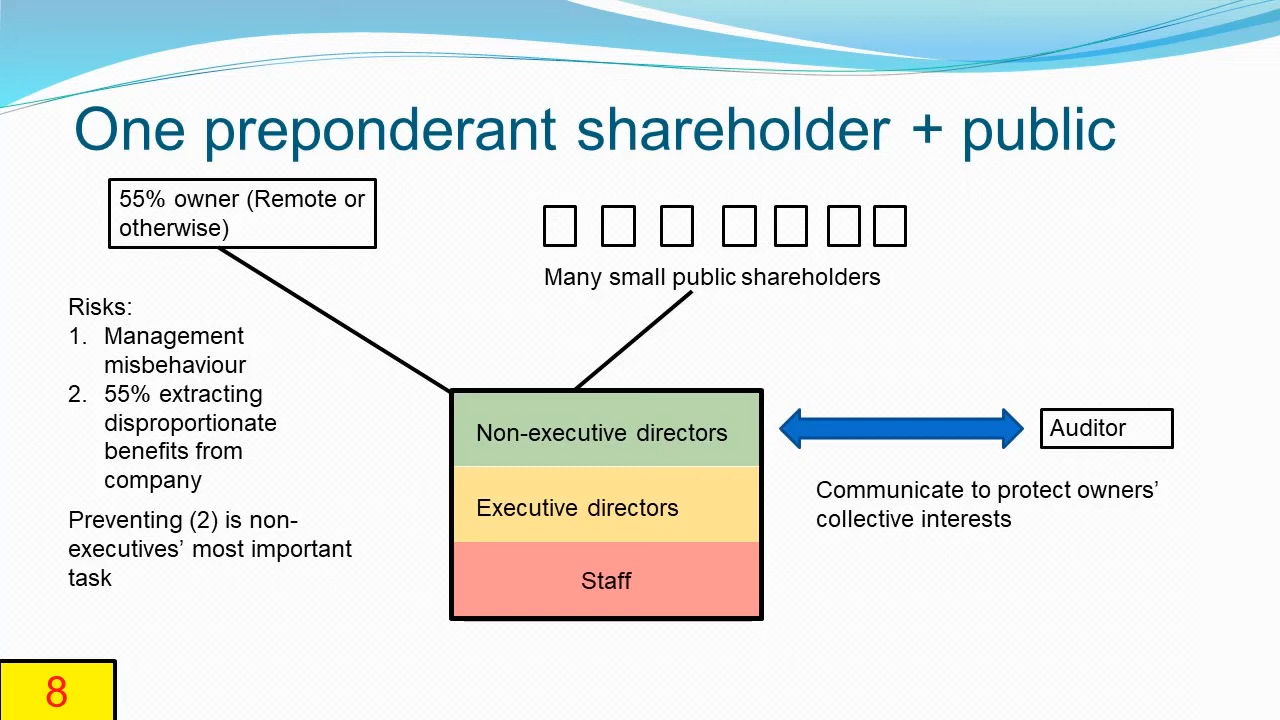 One preponderant shareholder + public
55% owner (Remote or
otherwise)
Many small public shareholders
Risks:
1. Management
misbehaviour
2. 55% extracting
disproportionate
benefits from
company
Preventing (2) is non-
executives’ most important
task
Non-executive directors
Executive directors
Staff
Auditor
Communicate to protect owners’
collective interests
8